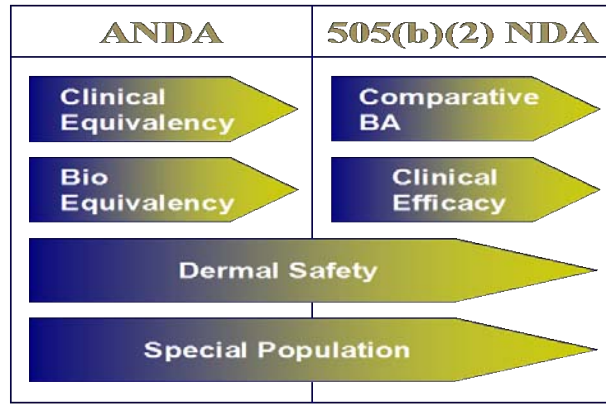 ANDA
505(b)(2) NDA
Clinical
Equivalency
Comparative
BA
Bio
Equivalency
Clinical
Efficacy
Dermal Safety
Special Population